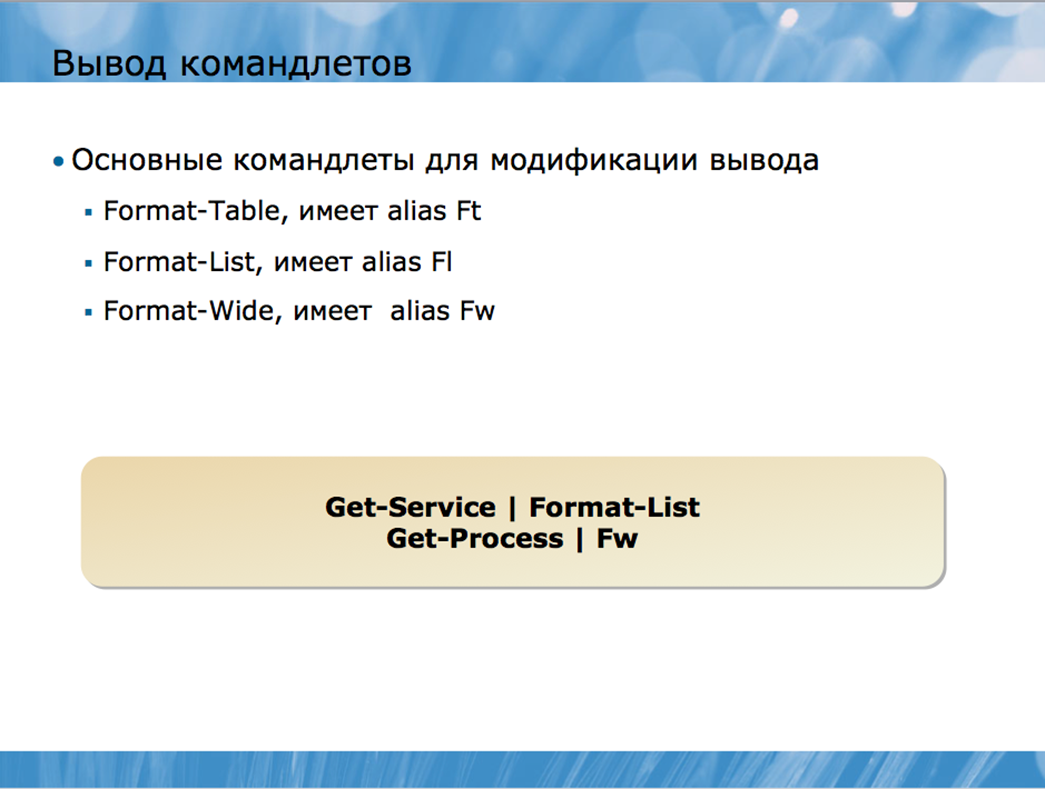 Вывод командлетов
• Основные командлеты для модификации вывода
▪ Format-Table, имеет alias Ft
▪ Format-List, имеет alias Fl
▪ Format-Wide, имеет  alias Fw
Get-Service | Format-List
Get-Process | Fw